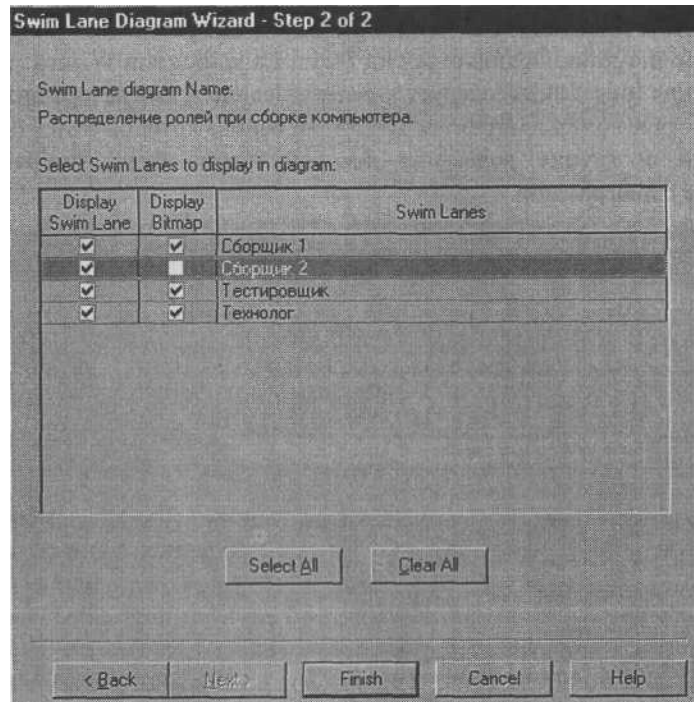 Swim Lane Diagram Wizard - Step 2 of 2
Swim Lane diagram Name:
Распределение ролей при сборке компьютера.
Select Swim Lanes to display in diagram:
Display Swim Lane Display Bitmap Swim Lanes
Сборщик 1
Сборщик 2
Тестировщик
Технолог
Select All Clear All
< Back Next > Finish Cancel Help